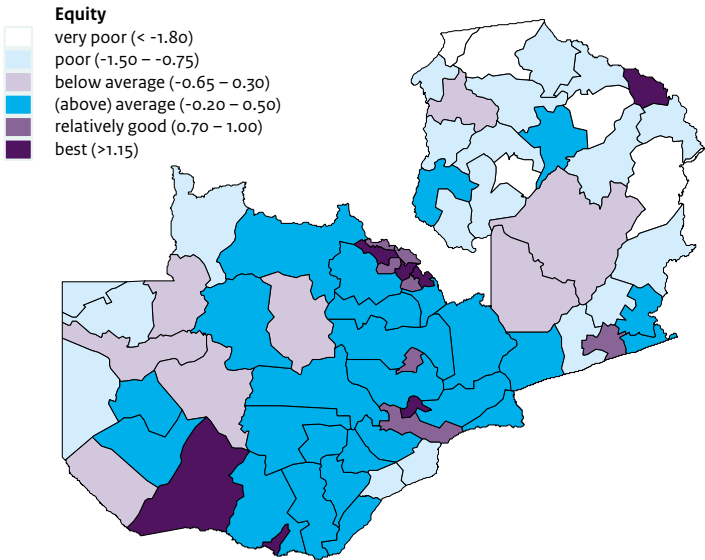 Equity
very poor (< -1.80)
poor (-1.50 – -0.75)
below average (-0.65 – 0.30)
(above) average (-0.20 – 0.50)
relatively good (0.70 – 1.00)
best (>1.15)